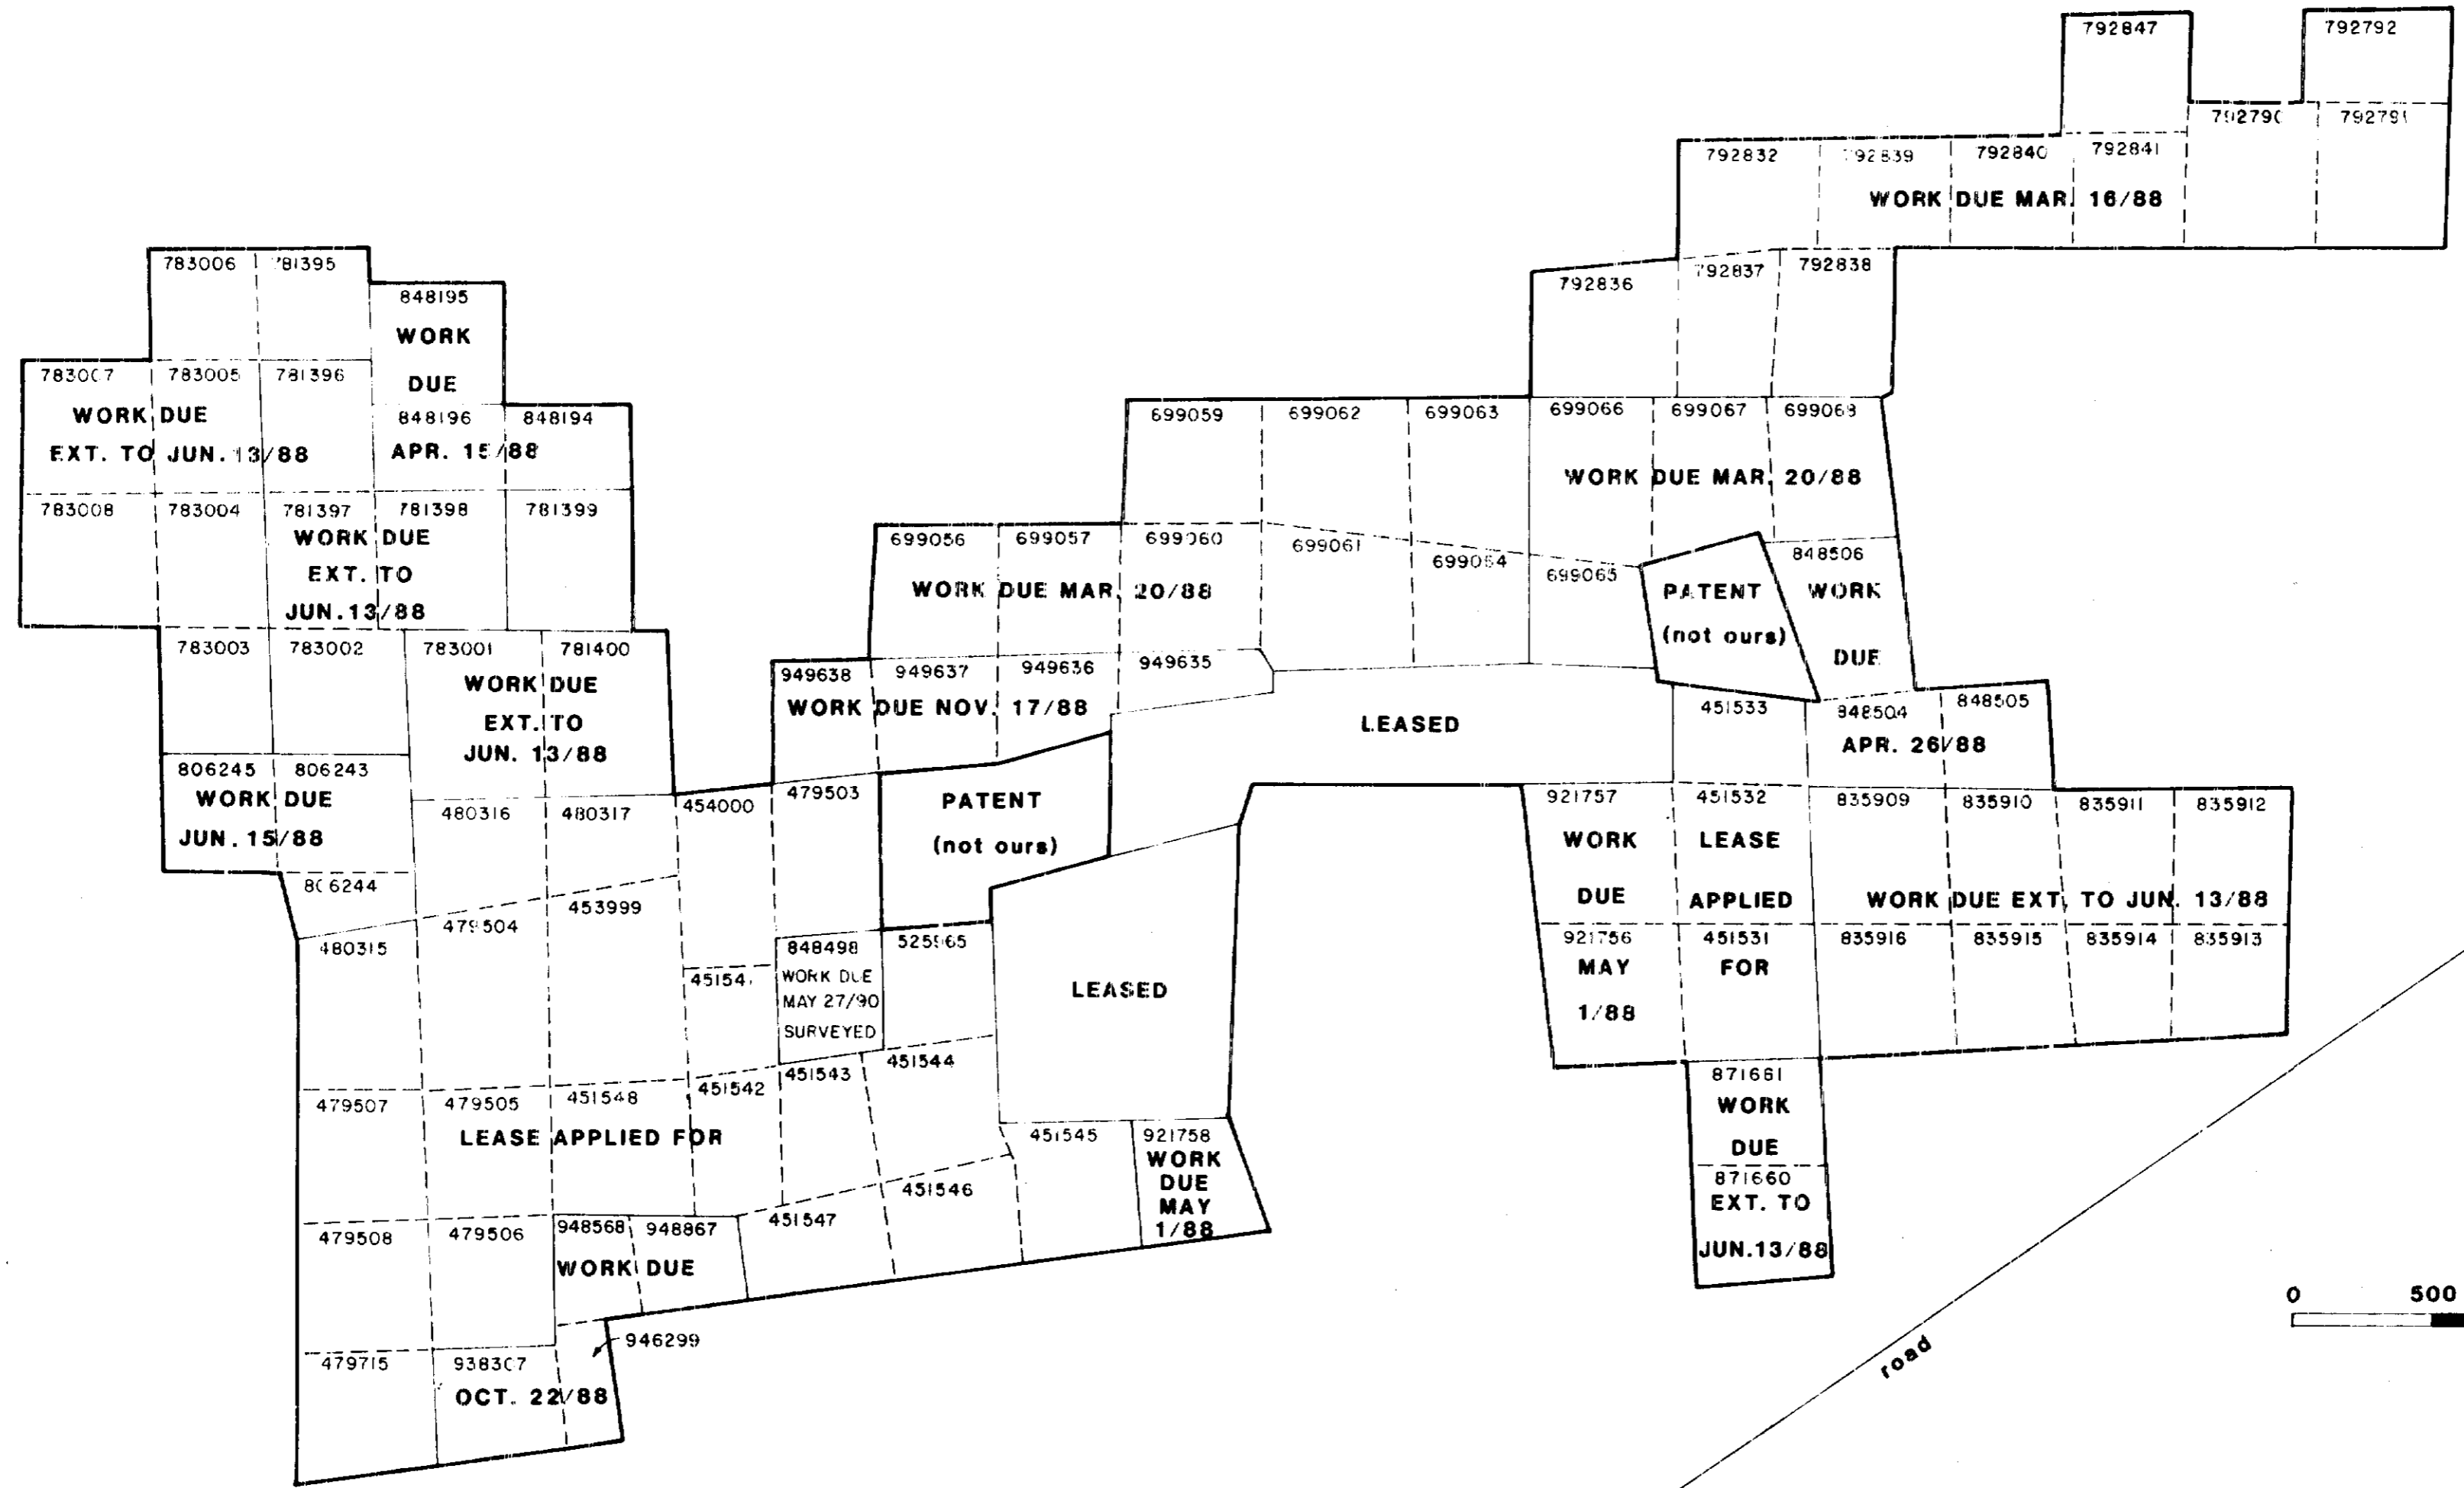 792847
792792
792791
792832
792840
792841
WORK DUE MAR. 16/88
792836
792837
792838
783006
781395
848195
WORK
DUE
783007
783005
781396
848196
848194
WORK DUE
EXT. TO JUN. 13/88
APR. 15/88
783008
783004
781397
781398
781399
WORK DUE
EXT. TO
JUN. 13/88
783003
783002
783001
781400
WORK DUE
EXT. TO
JUN. 13/88
806245
806243
WORK DUE
JUN. 15/88
806244
699059
699062
699063
699066
699067
699068
WORK DUE MAR. 20/88
699056
699057
699060
699061
699064
699065
WORK DUE MAR. 20/88
PATENT
(not ours)
848506
WORK
DUE
949638
949637
949636
949635
WORK DUE NOV. 17/88
LEASED
451533
848504
848505
APR. 26/88
480316
480317
454000
479503
PATENT
(not ours)
921757
451532
835909
835910
835911
835912
WORK
DUE
LEASE
APPLIED
WORK DUE EXT. TO JUN. 13/88
921756
451531
835916
835915
835914
835913
MAY
1/88
FOR
480315
479504
453999
848498
WORK DUE
MAY 27/90
SURVEYED
525965
LEASED
479507
479505
451548
451542
451543
451544
LEASE APPLIED FOR
451545
921758
WORK
DUE
MAY
1/88
871661
WORK
DUE
871660
EXT. TO
JUN. 13/88
479508
479506
948568
948867
451547
451546
WORK DUE
946299
479715
938307
OCT. 22/88
0 500
road